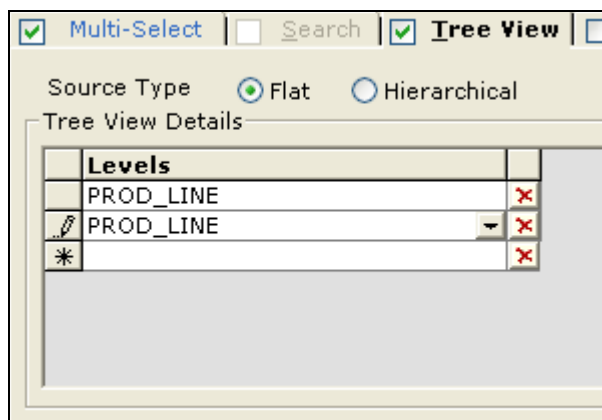 Multi-Select Search Tree View
Source Type Flat Hierarchical
Tree View Details
Levels
PROD_LINE
PROD_LINE